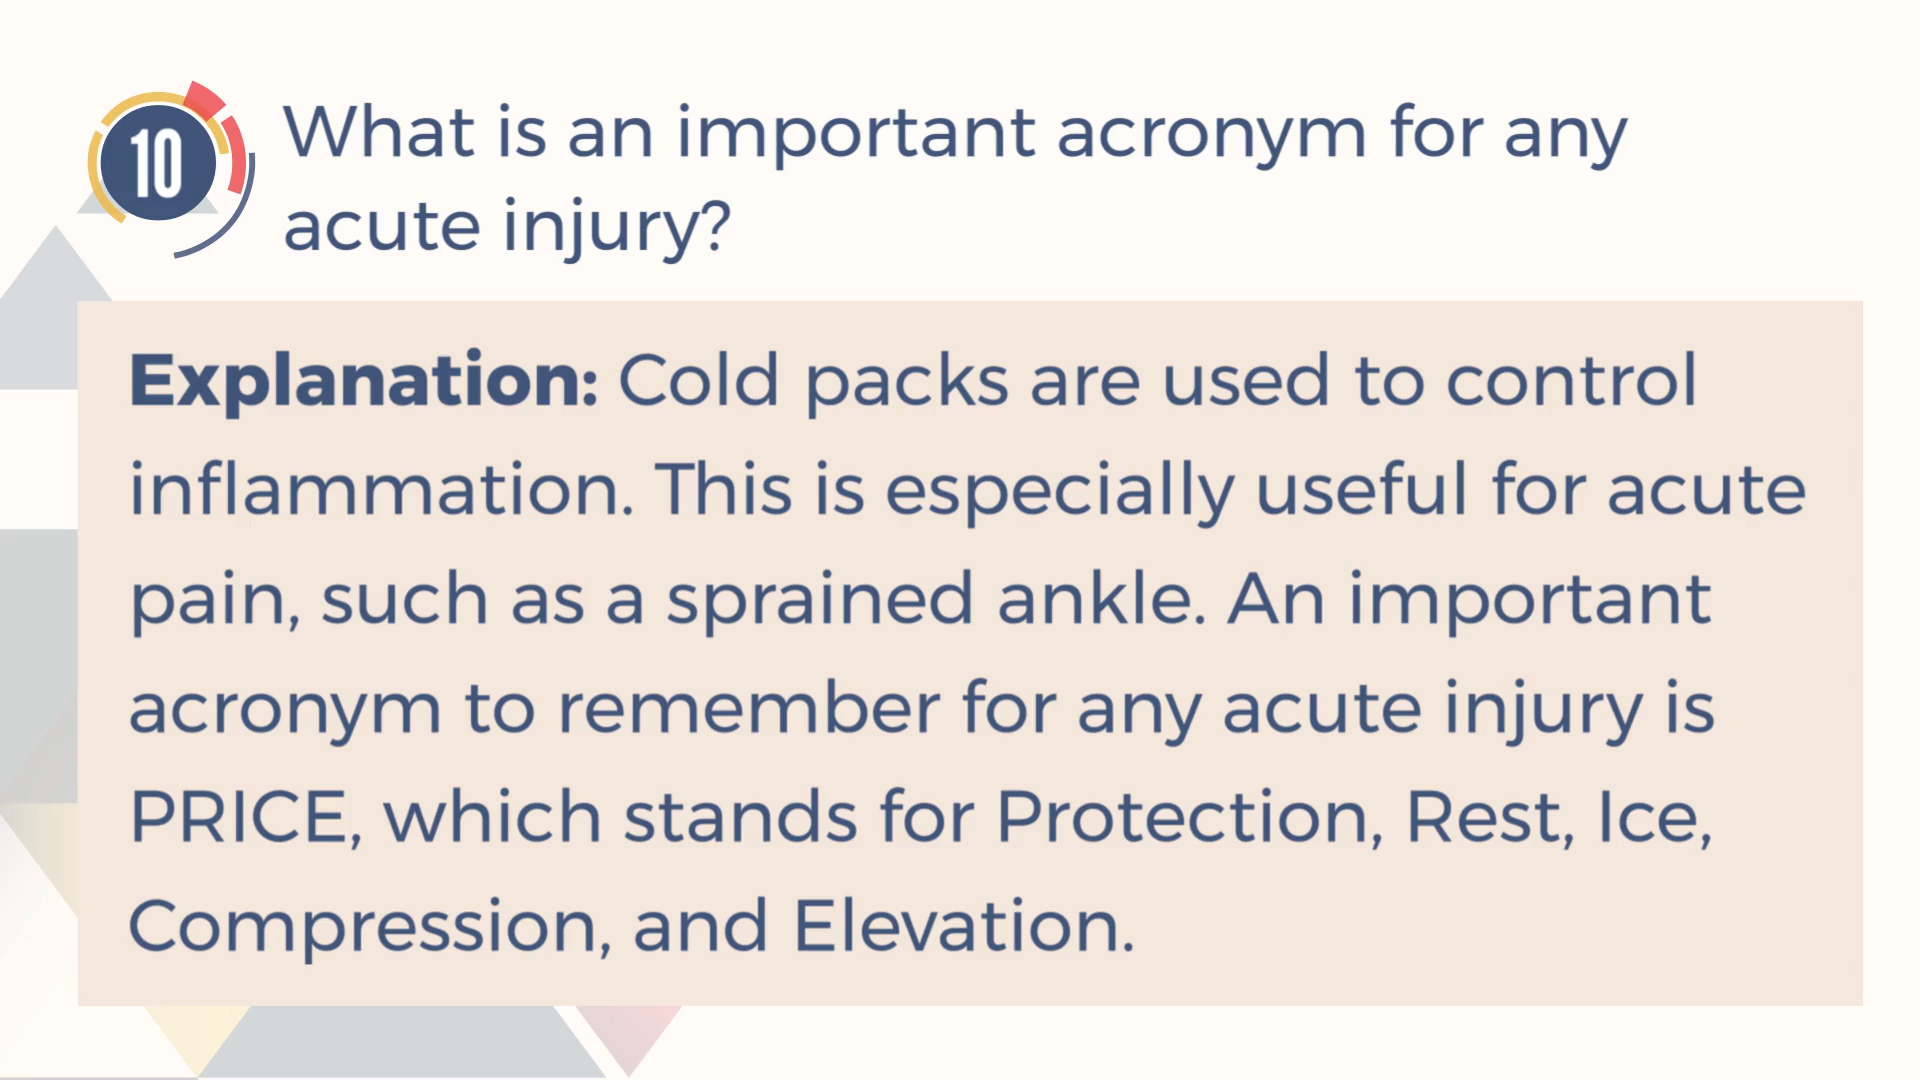 10
What is an important acronym for any
acute injury?
Explanation: Cold packs are used to control
inflammation. This is especially useful for acute
pain, such as a sprained ankle. An important
acronym to remember for any acute injury is
PRICE, which stands for Protection, Rest, Ice,
Compression, and Elevation.